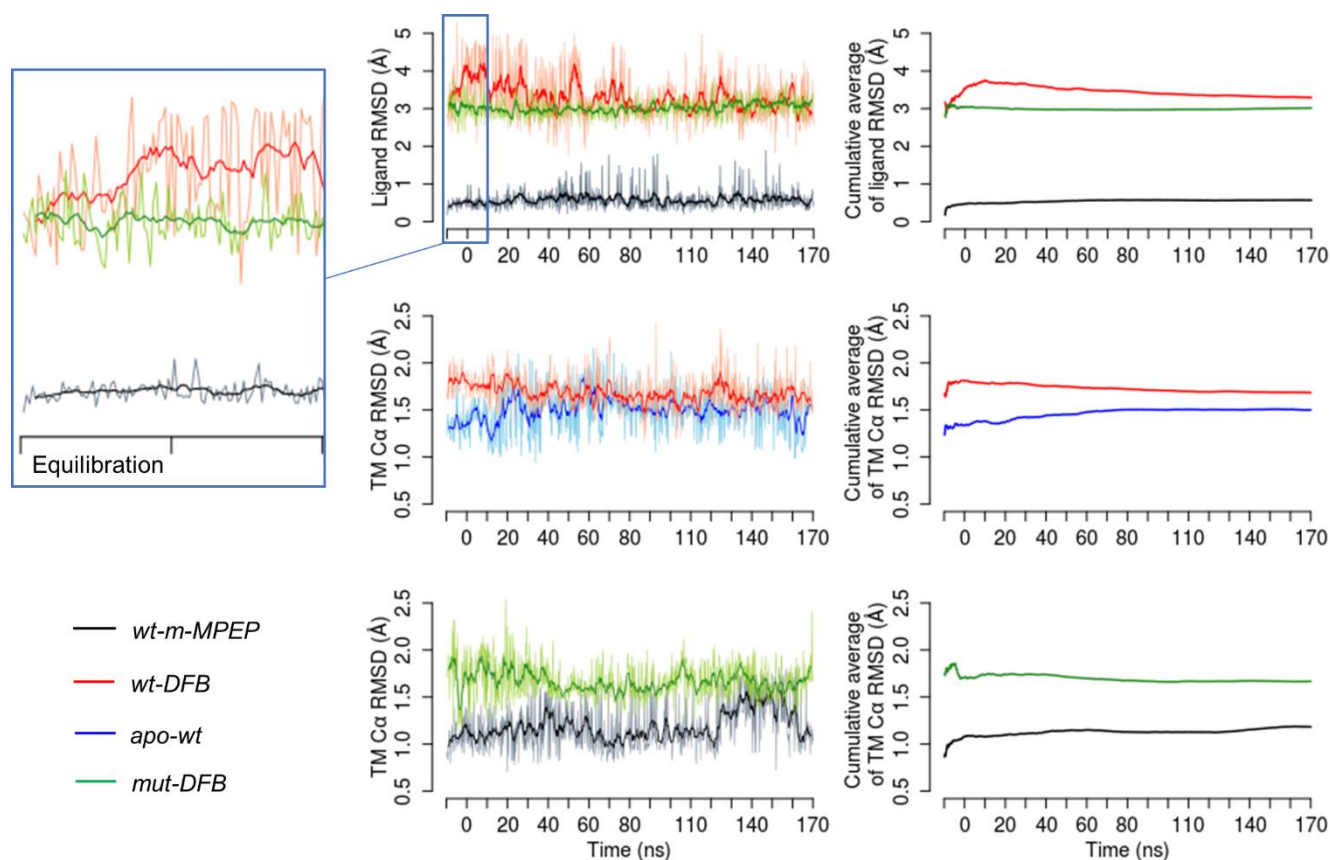 Equilibration
wt-m-MPEP
wt-DFB
apo-wt
mut-DFB
Ligand RMSD (Å)
5
4
3
2
1
0
0 20 40 60 80 110 140 170
Cumulative average
of ligand RMSD (Å)
5
4
3
2
1
0
0 20 40 60 80 110 140 170
TM Cα RMSD (Å)
2.5
2.0
1.5
1.0
0.5
0 20 40 60 80 110 140 170
Cumulative average
of TM Cα RMSD (Å)
2.5
2.0
1.5
1.0
0.5
0 20 40 60 80 110 140 170
TM Cα RMSD (Å)
2.5
2.0
1.5
1.0
0.5
0 20 40 60 80 110 140 170
Time (ns)
Cumulative average
of TM Cα RMSD (Å)
2.5
2.0
1.5
1.0
0.5
0 20 40 60 80 110 140 170
Time (ns)